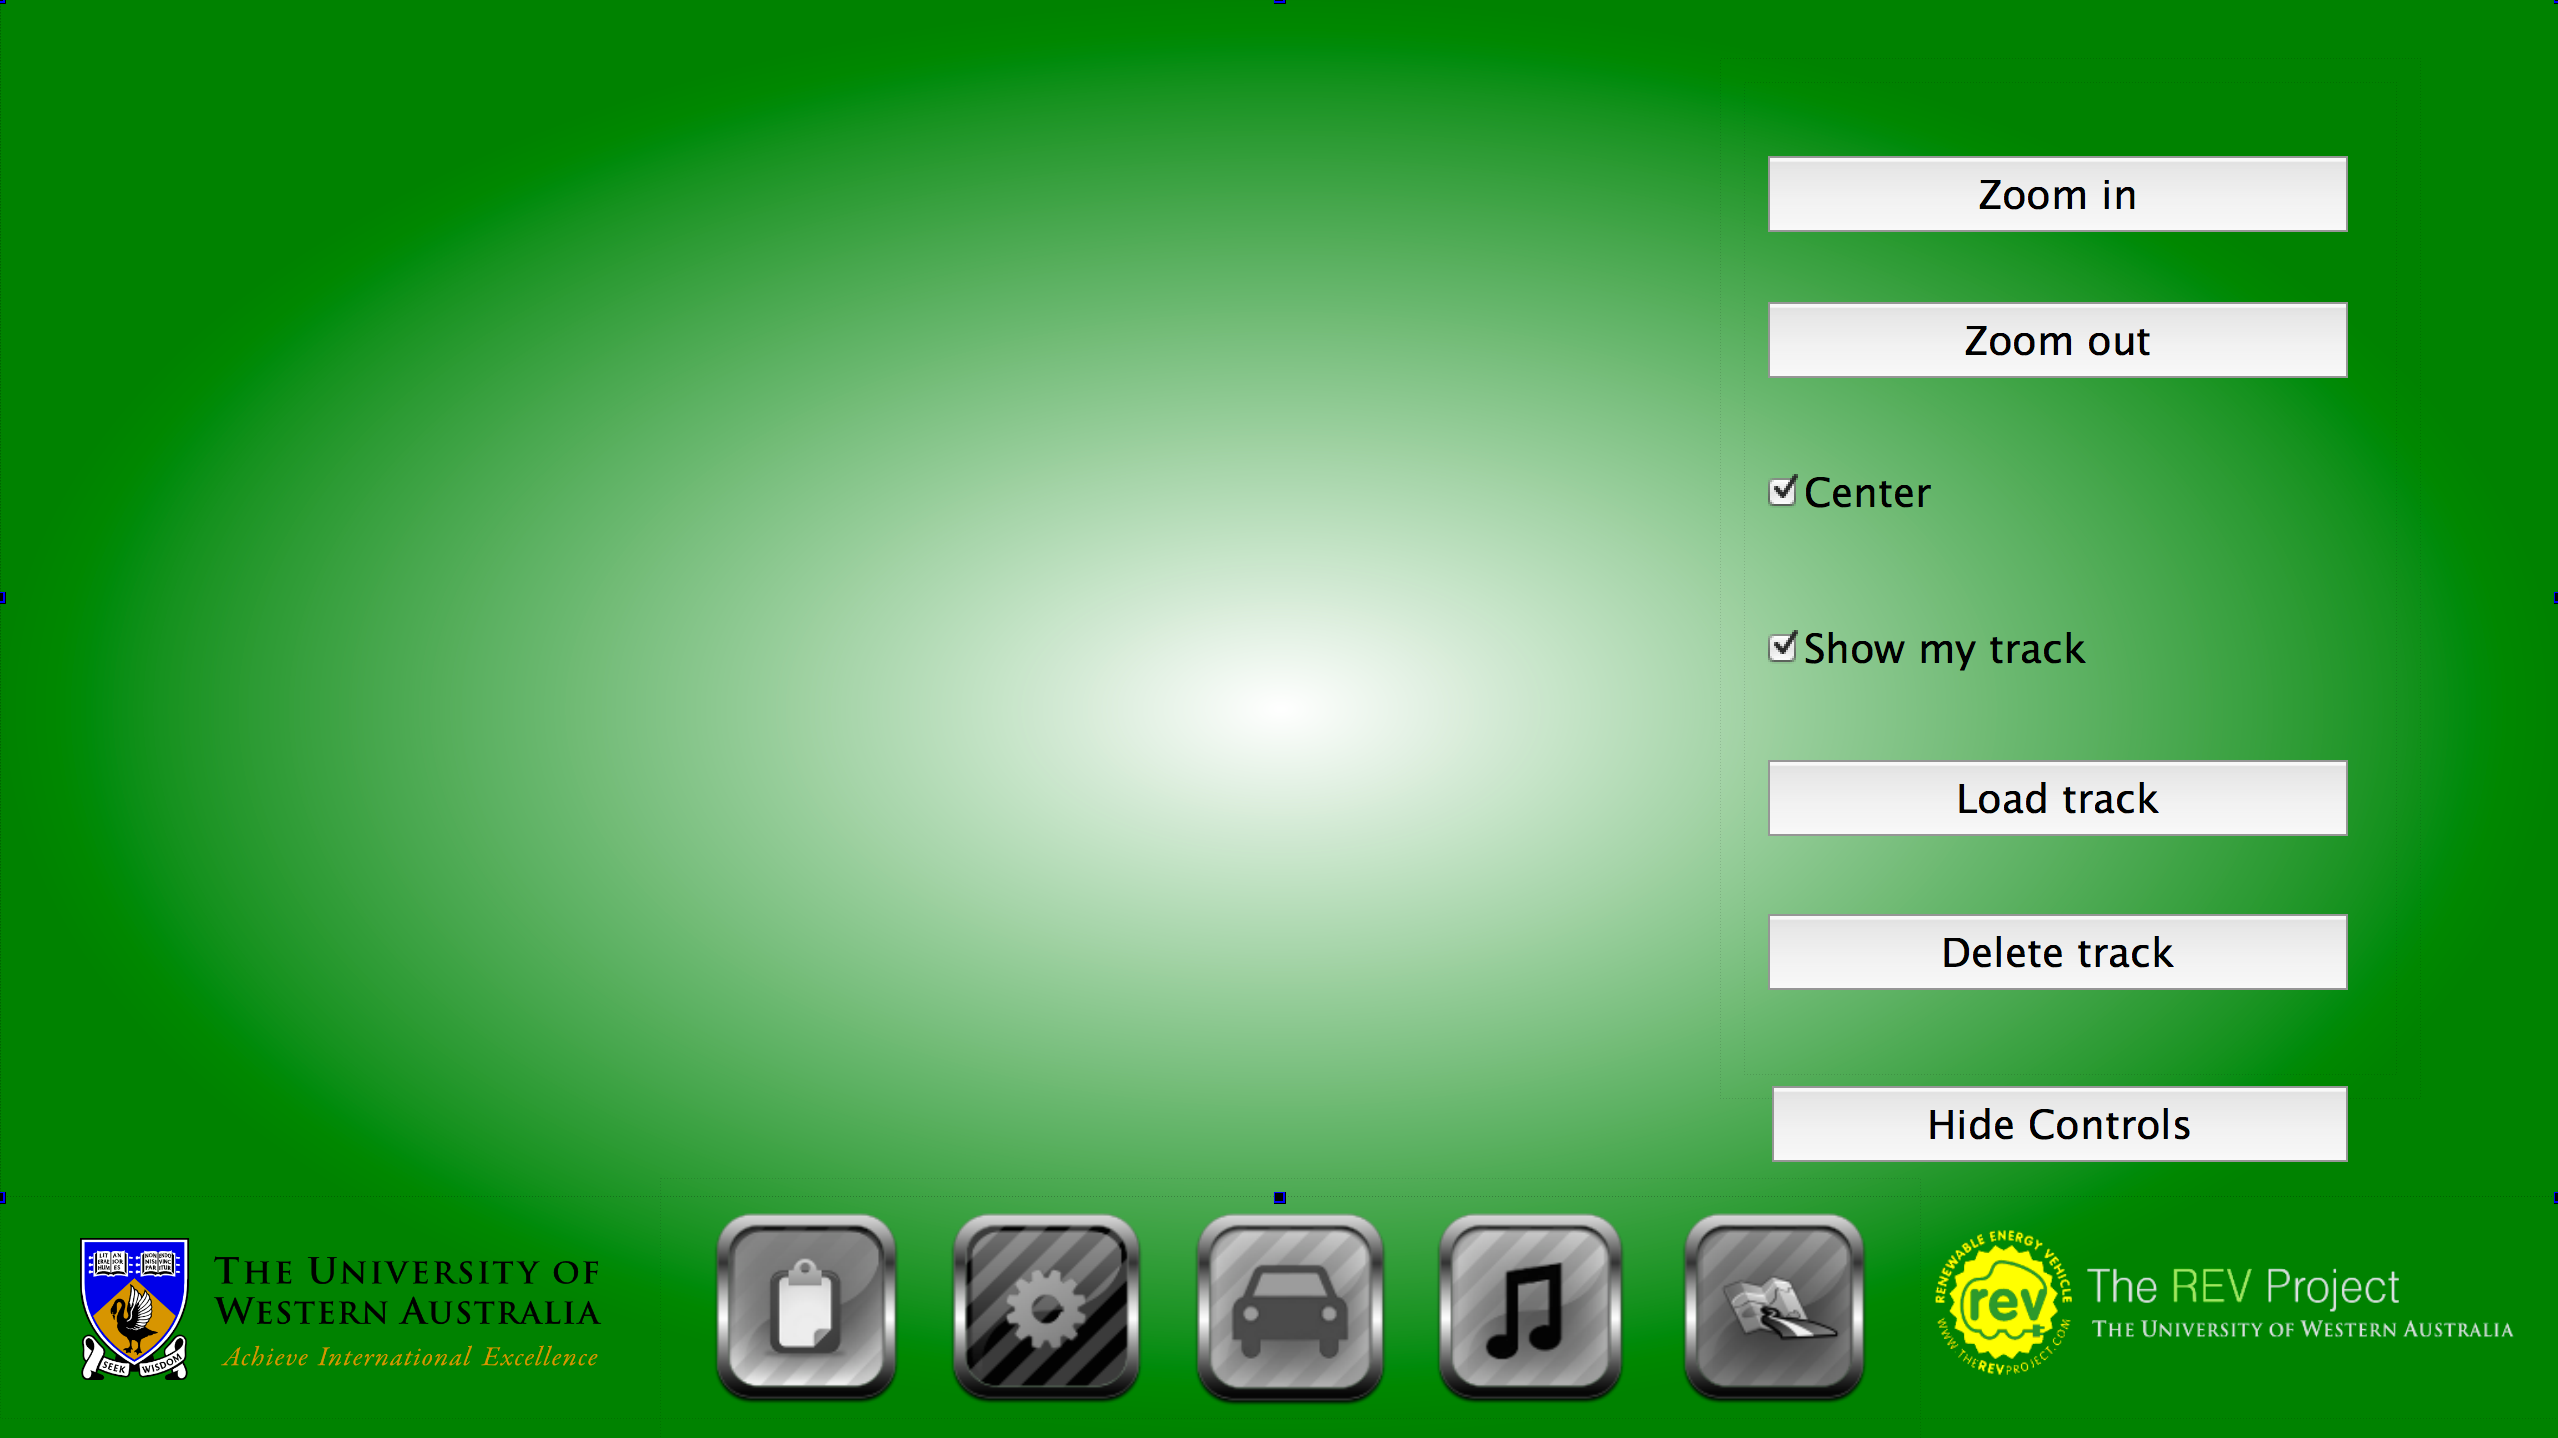 Zoom in
Zoom out
Center
Show my track
Load track
Delete track
Hide Controls
THE UNIVERSITY OF
WESTERN AUSTRALIA
Achieve International Excellence
SEEK WISDOM
RENEWABLE ENERGY VEHICLE
rev
WWW.THEREVPROJECT.COM
The REV Project
THE UNIVERSITY OF WESTERN AUSTRALIA